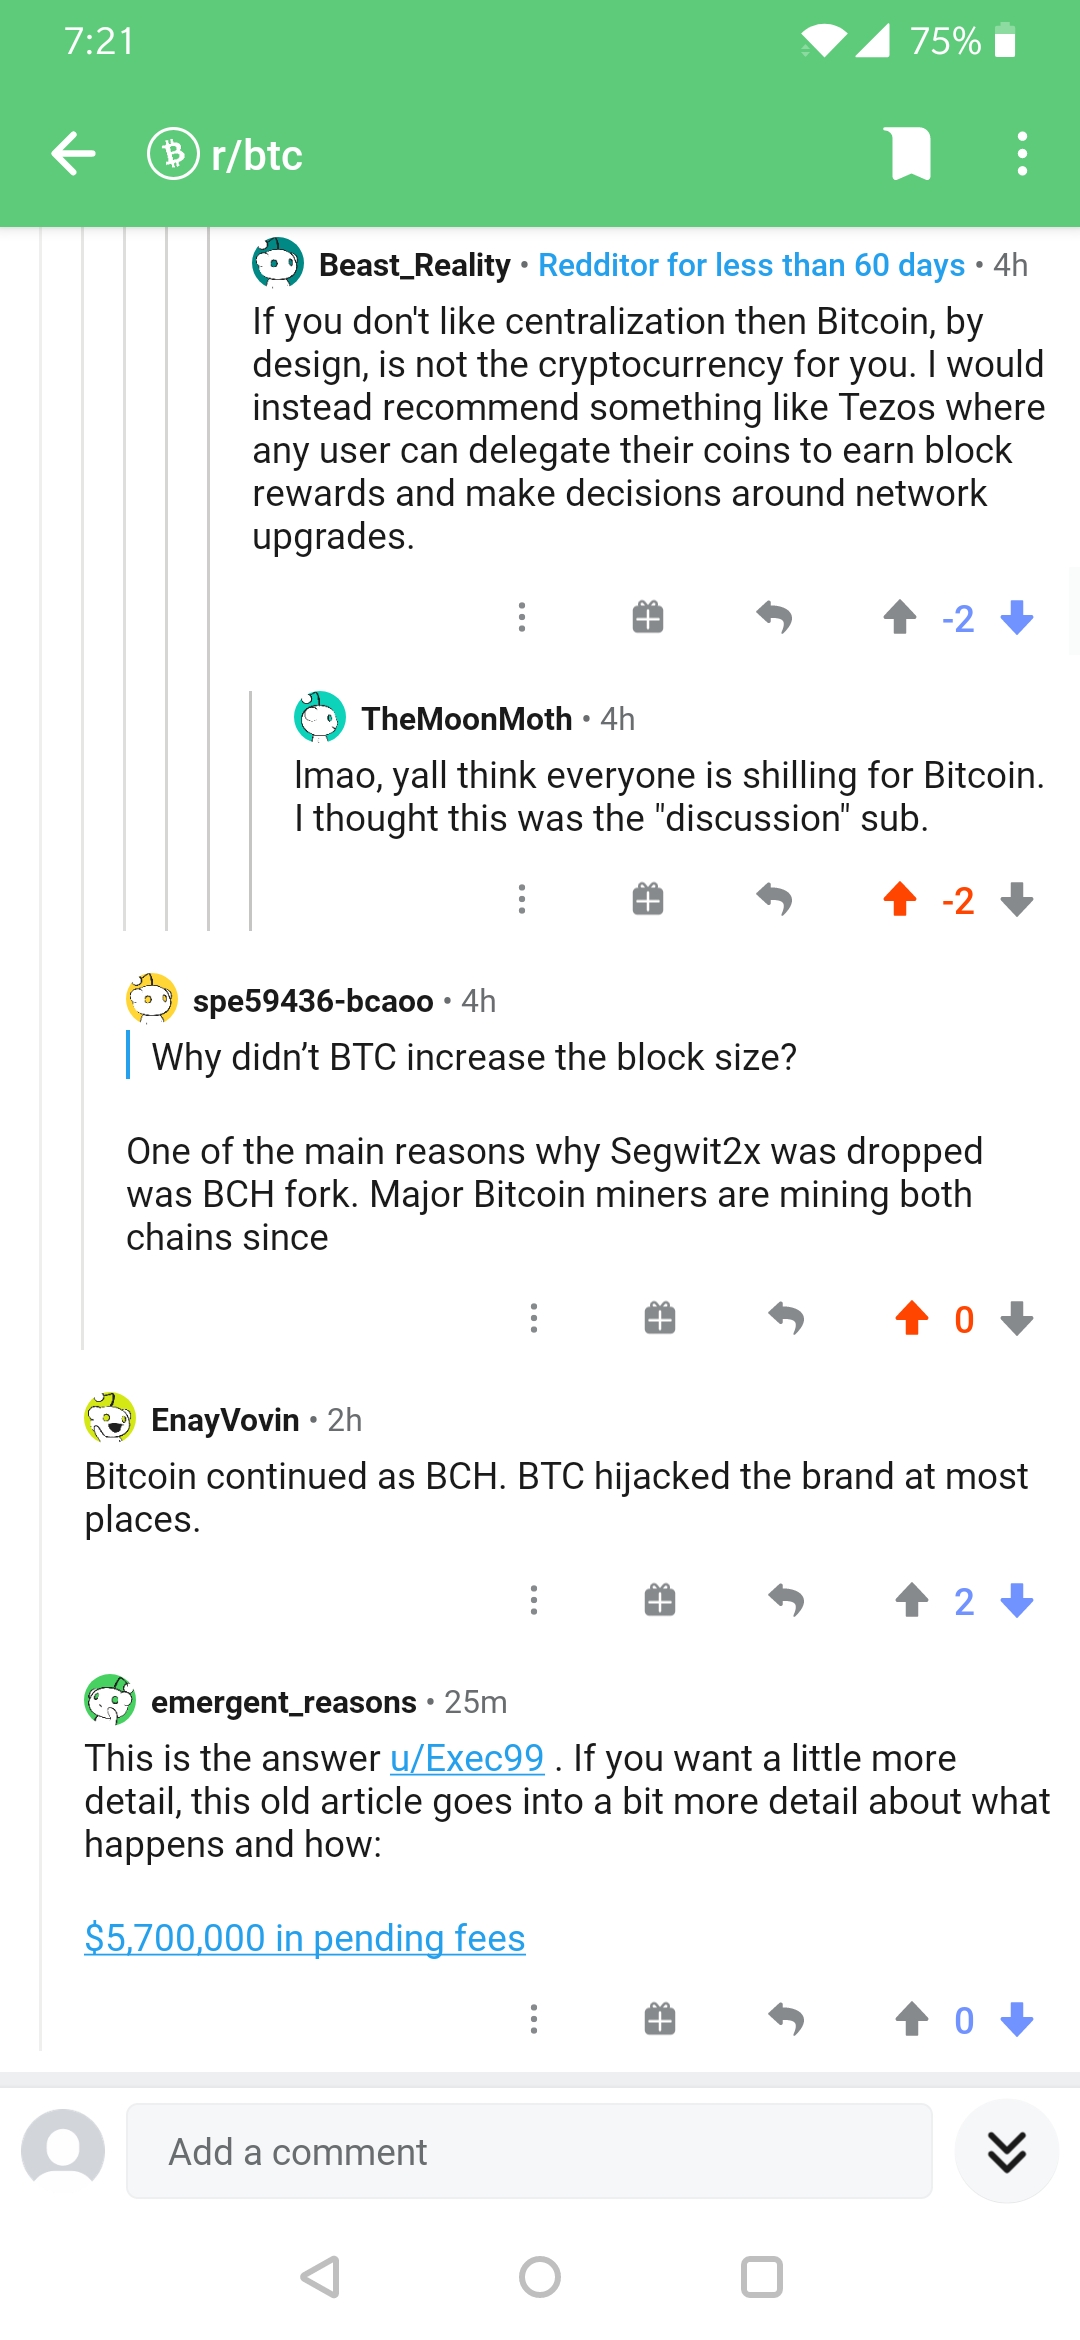 7:21
75%
r/btc
Beast_Reality • Redditor for less than 60 days • 4h
If you don't like centralization then Bitcoin, by
design, is not the cryptocurrency for you. I would
instead recommend something like Tezos where
any user can delegate their coins to earn block
rewards and make decisions around network
upgrades.
-2
TheMoonMoth • 4h
lmao, yall think everyone is shilling for Bitcoin.
I thought this was the "discussion" sub.
-2
spe59436-bcaoo • 4h
Why didn’t BTC increase the block size?
One of the main reasons why Segwit2x was dropped
was BCH fork. Major Bitcoin miners are mining both
chains since
0
EnayVovin • 2h
Bitcoin continued as BCH. BTC hijacked the brand at most
places.
2
emergent_reasons • 25m
This is the answer u/Exec99 . If you want a little more
detail, this old article goes into a bit more detail about what
happens and how:
$5,700,000 in pending fees
0
Add a comment